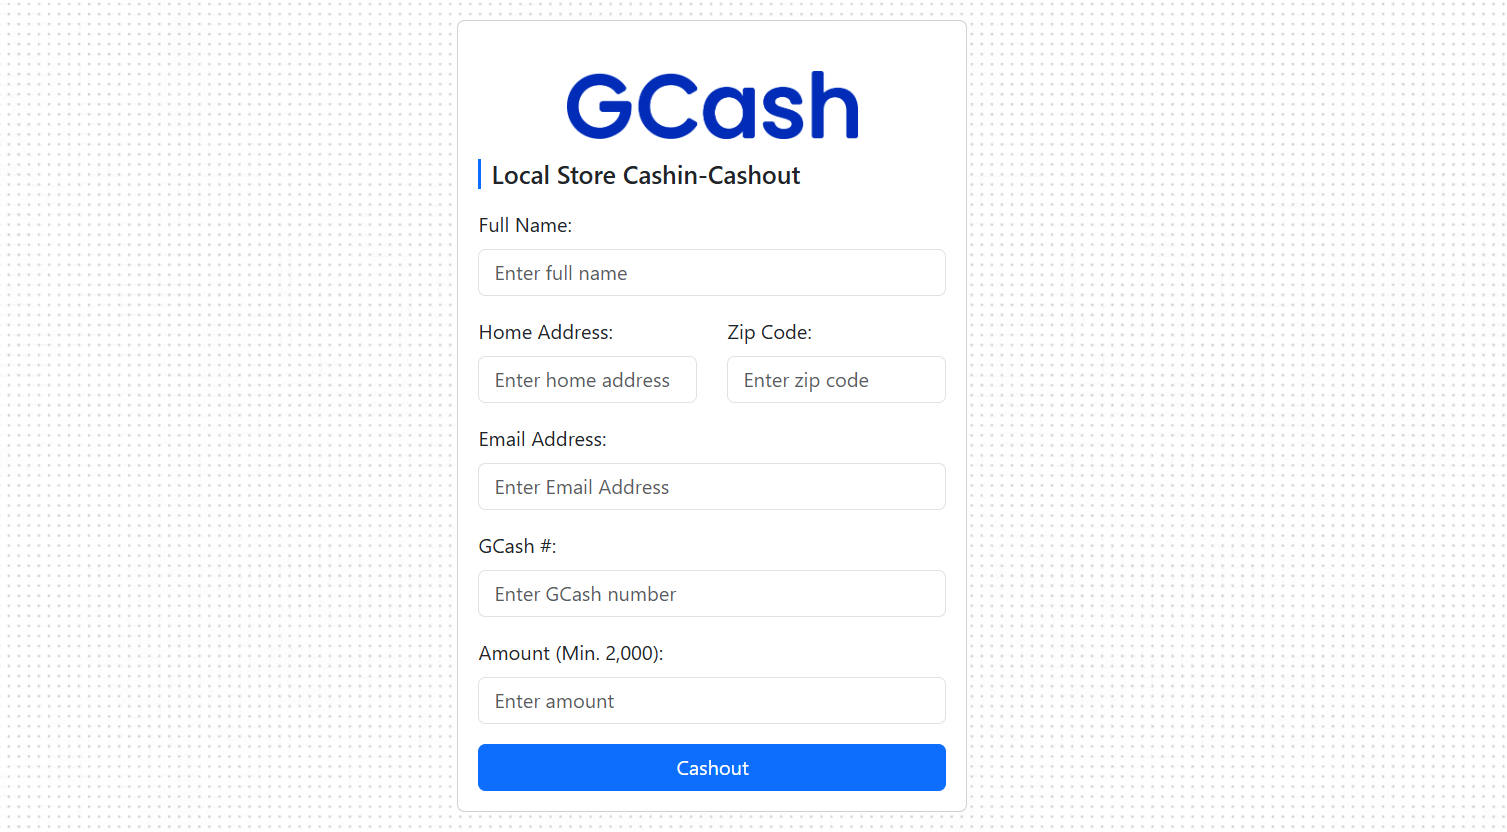 GCash
Local Store Cashin-Cashout
Full Name:
Enter full name
Home Address: Zip Code:
Enter home address Enter zip code
Email Address:
Enter Email Address
GCash #:
Enter GCash number
Amount (Min. 2,000):
Enter amount
Cashout